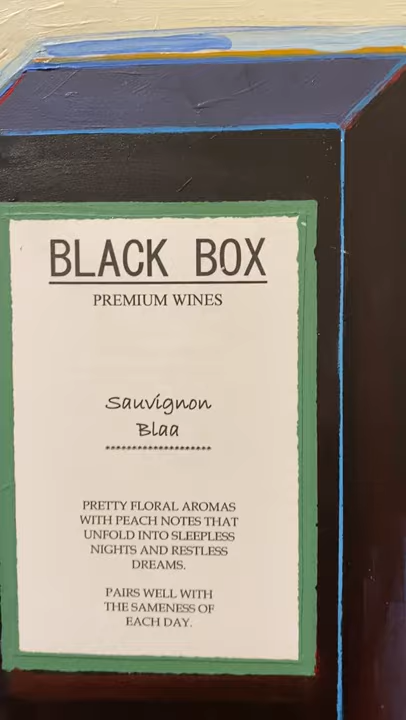 BLACK BOX
PREMIUM WINES
Sauvignon
Blaa
PRETTY FLORAL AROMAS
WITH PEACH NOTES THAT
UNFOLD INTO SLEEPLESS
NIGHTS AND RESTLESS
DREAMS.
PAIRS WELL WITH
THE SAMENESS OF
EACH DAY.